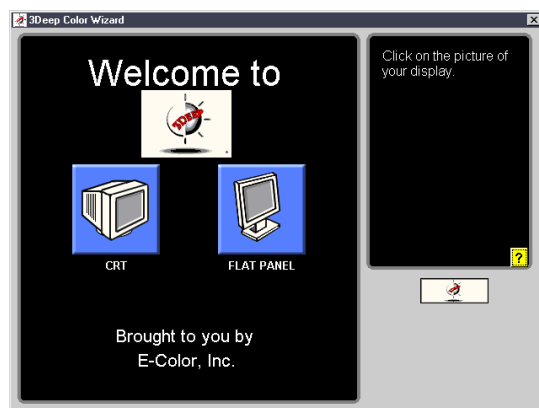 3Deep Color Wizard
Welcome to
3DEEP
CRT
FLAT PANEL
Brought to you by
E-Color, Inc.
Click on the picture of
your display.
?